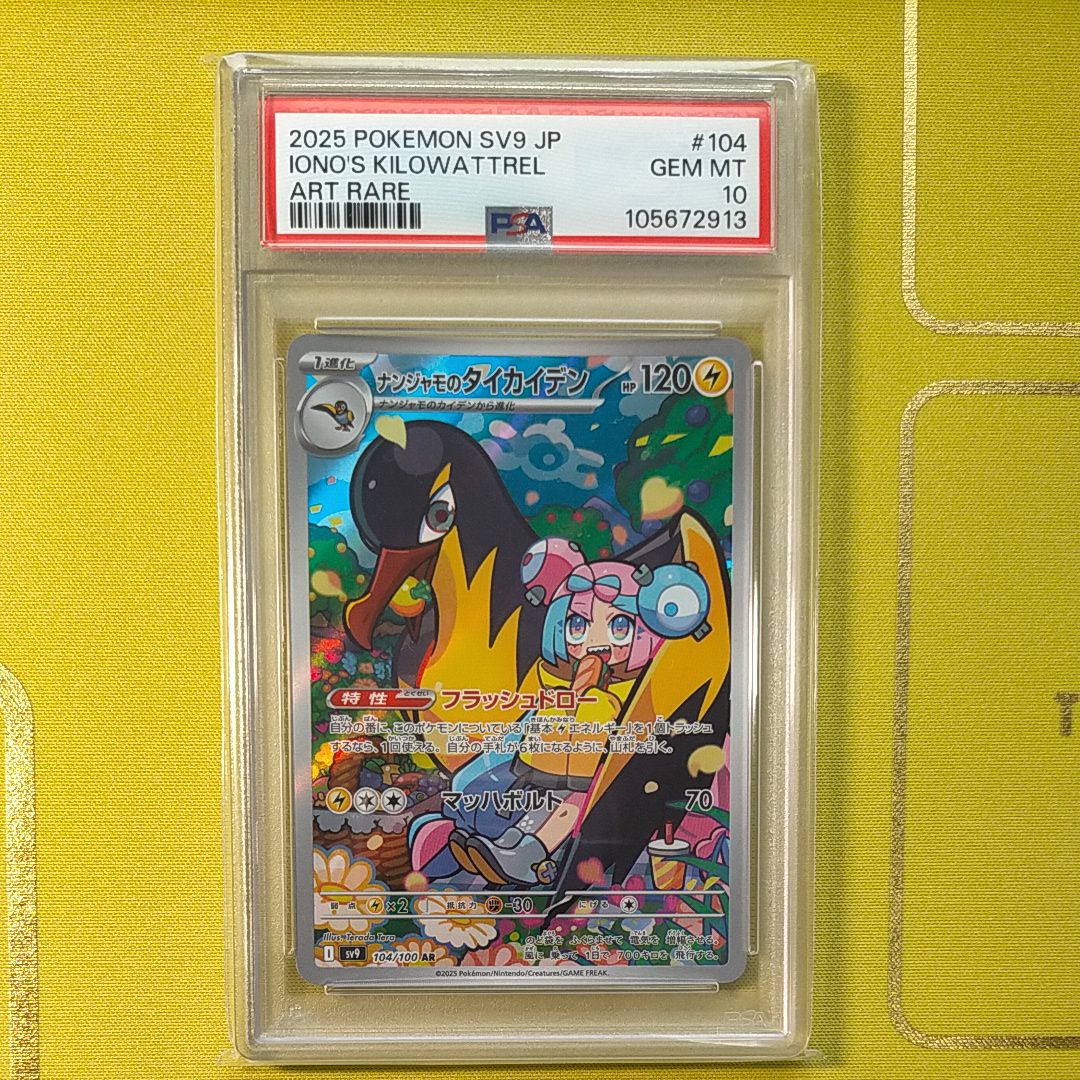 2025 POKEMON SV9 JP #104
IONO'S KILOWATTREL GEM MT
ART RARE 10
PSA 105672913
1進化
ナンジャモのタイカイデン HP 120
ナンジャモのカイデンから進化
特性 とくせい フラッシュドロー
自分の番に、このポケモンについている「基本エネルギー」を1個トラッシュ
するなら、1回使える。自分の手札が6枚になるように、山札を引く。
マッハボルト 70
弱点 ×2 抵抗力 -30 にげる
Illus. Terada Tera
のど袋を ふくらませて 電気を 増幅させる。
風に 乗って 1日で 700キロを 飛行する。
I sv9 104/100 AR
©2025 Pokémon/Nintendo/Creatures/GAME FREAK.
PSA
T